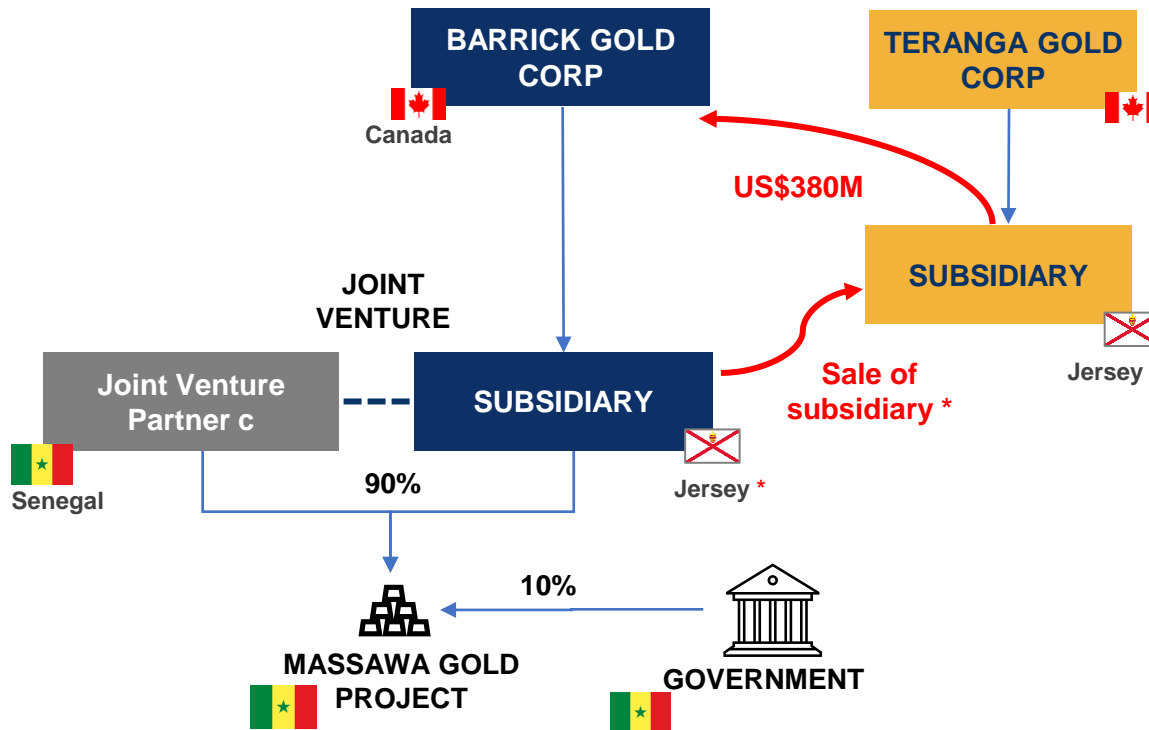 BARRICK GOLD
CORP
Canada
TERANGA GOLD
CORP
US$380M
SUBSIDIARY
Jersey
JOINT
VENTURE
Joint Venture
Partner c
Senegal
SUBSIDIARY
Jersey *
Sale of
subsidiary *
90%
10%
MASSAWA GOLD
PROJECT
GOVERNMENT